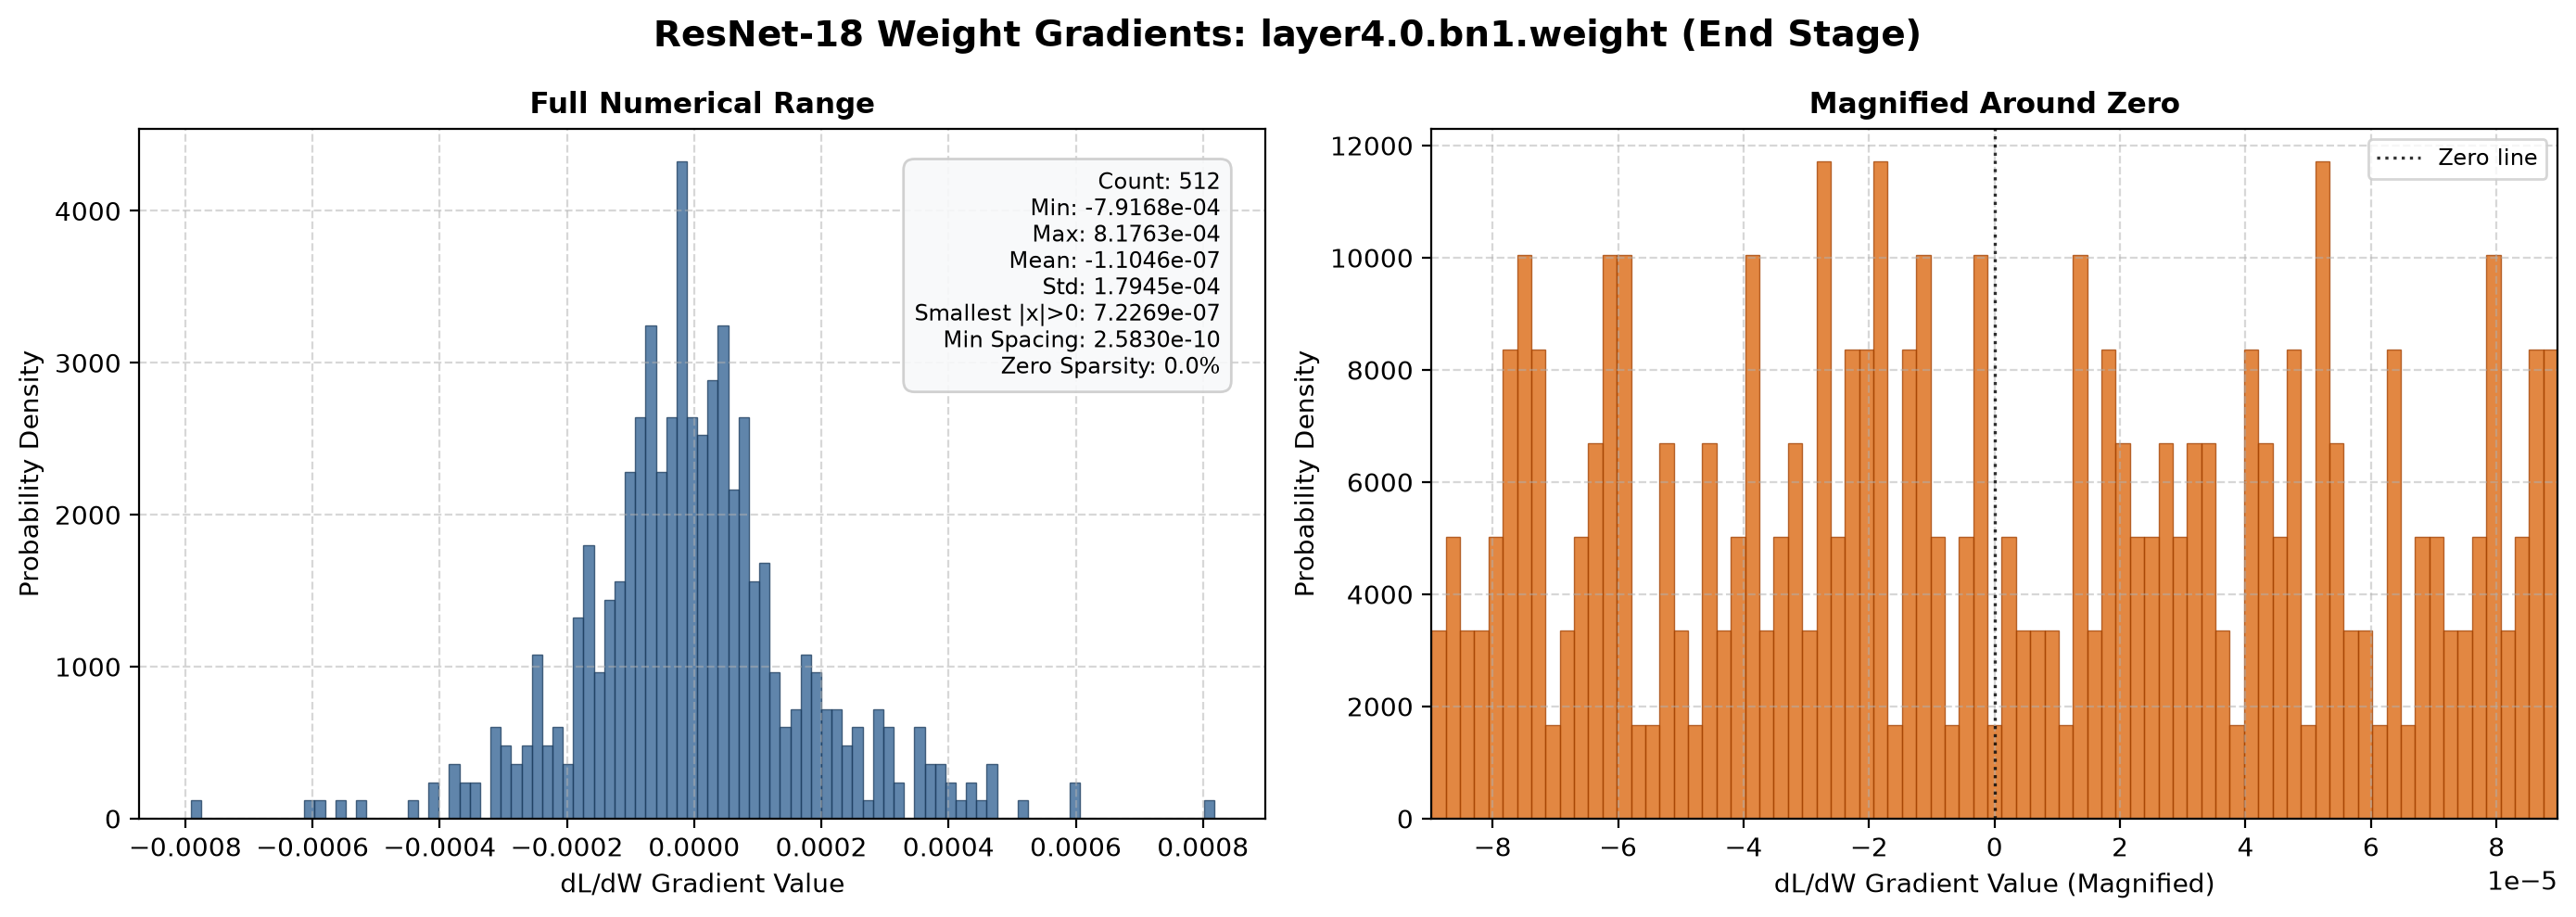 ResNet-18 Weight Gradients: layer4.0.bn1.weight (End Stage)
Full Numerical Range
Probability Density
4000
3000
2000
1000
0
Count: 512
Min: -7.9168e-04
Max: 8.1763e-04
Mean: -1.1046e-07
Std: 1.7945e-04
Smallest |x|>0: 7.2269e-07
Min Spacing: 2.5830e-10
Zero Sparsity: 0.0%
−0.0008 −0.0006 −0.0004 −0.0002 0.0000 0.0002 0.0004 0.0006 0.0008
dL/dW Gradient Value
Magnified Around Zero
Probability Density
12000
10000
8000
6000
4000
2000
0
Zero line
−8 −6 −4 −2 0 2 4 6 8
1e−5
dL/dW Gradient Value (Magnified)